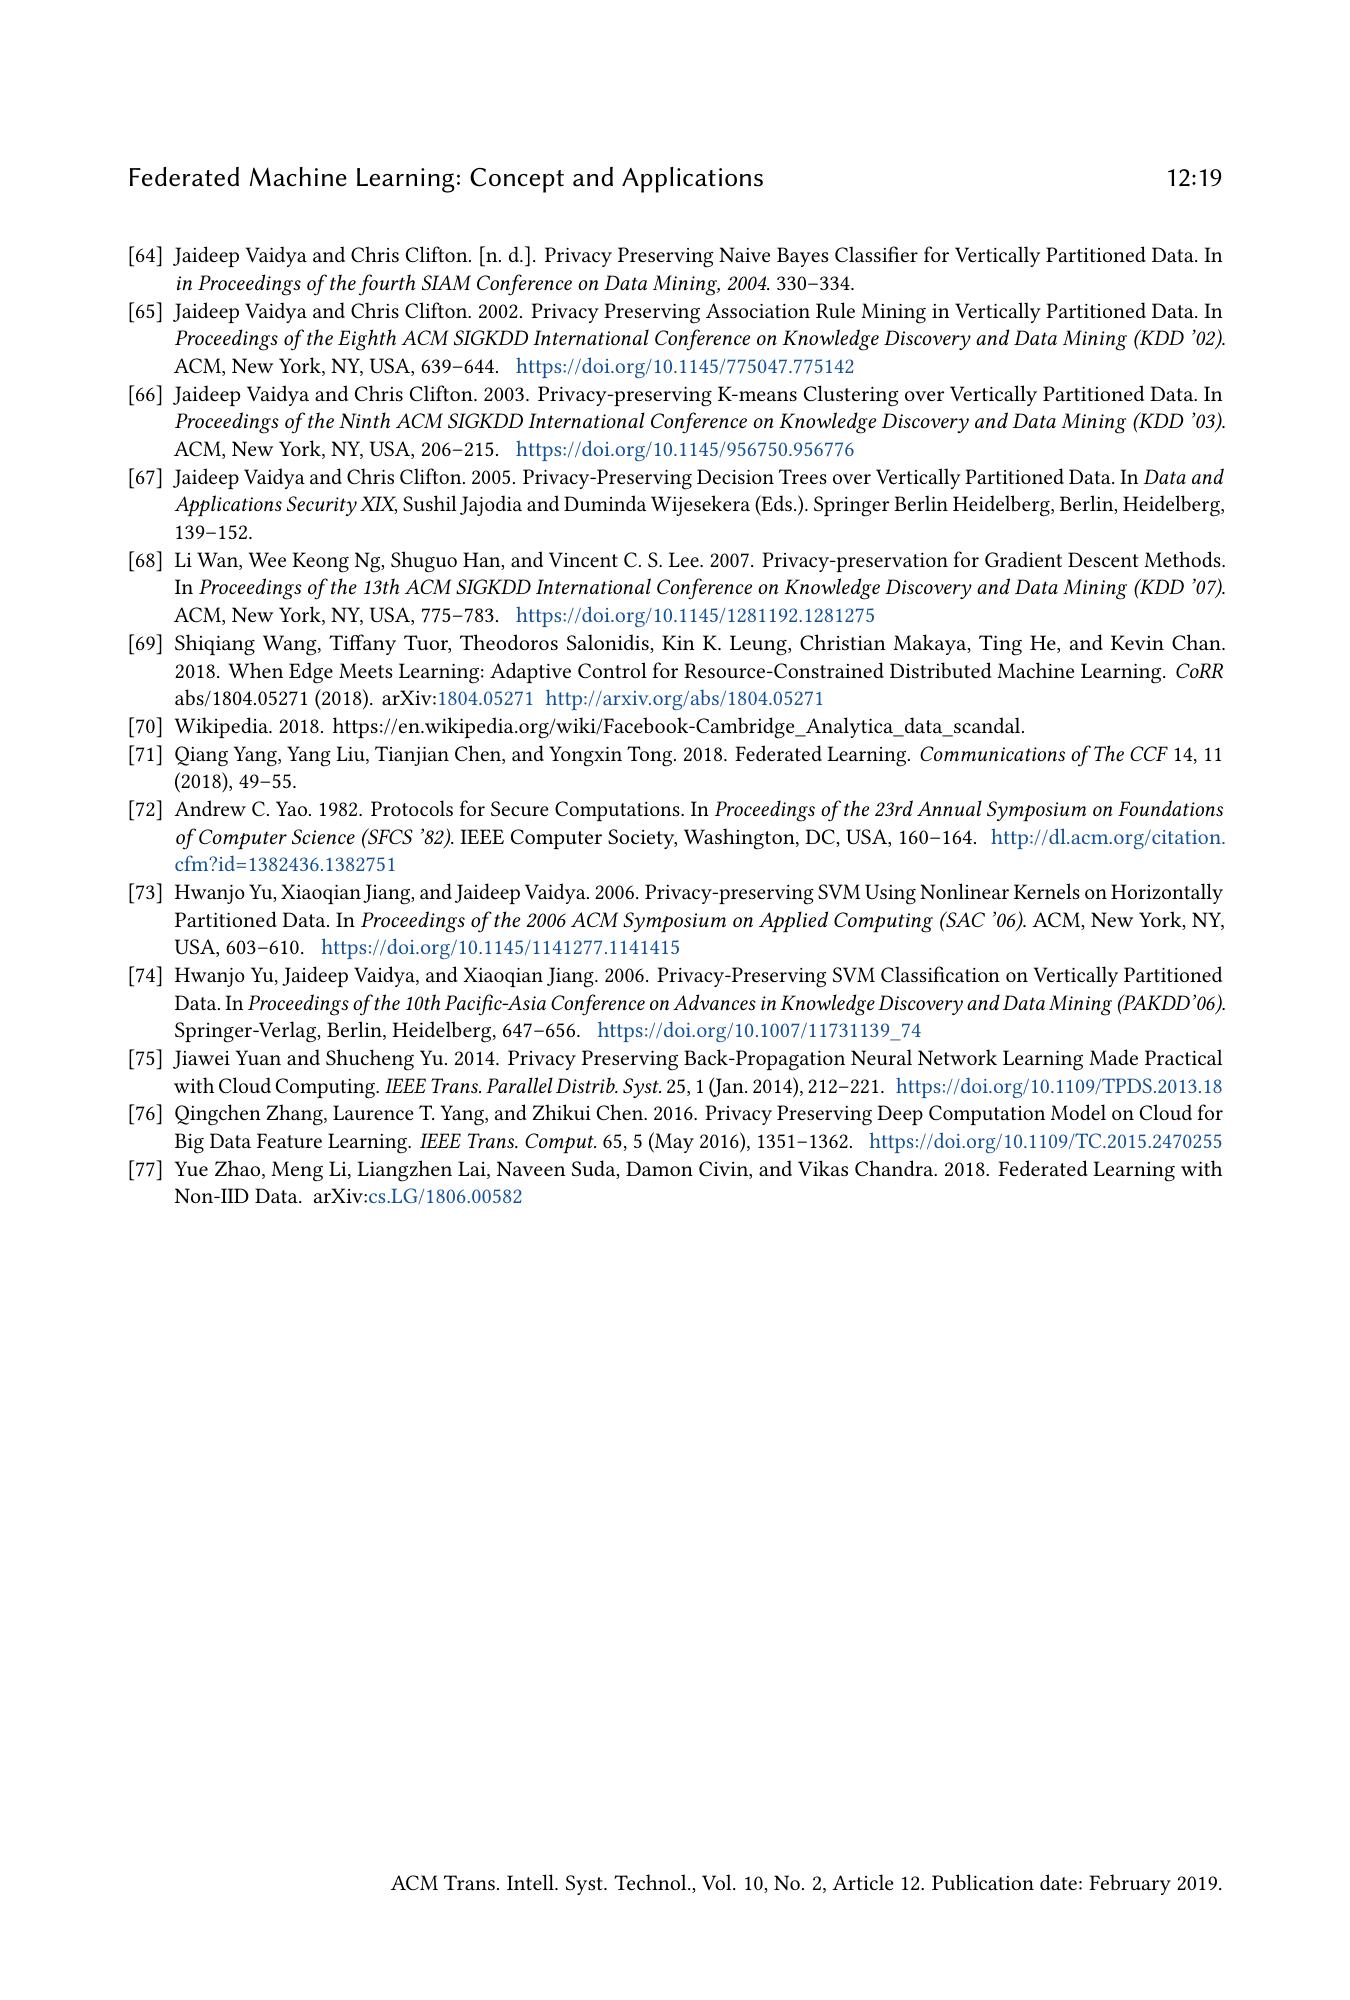 Federated Machine Learning: Concept and Applications 12:19
[64] Jaideep Vaidya and Chris Clifton. [n. d.]. Privacy Preserving Naive Bayes Classifier for Vertically Partitioned Data. In
in Proceedings of the fourth SIAM Conference on Data Mining, 2004. 330–334.
[65] Jaideep Vaidya and Chris Clifton. 2002. Privacy Preserving Association Rule Mining in Vertically Partitioned Data. In
Proceedings of the Eighth ACM SIGKDD International Conference on Knowledge Discovery and Data Mining (KDD ’02).
ACM, New York, NY, USA, 639–644. https://doi.org/10.1145/775047.775142
[66] Jaideep Vaidya and Chris Clifton. 2003. Privacy-preserving K-means Clustering over Vertically Partitioned Data. In
Proceedings of the Ninth ACM SIGKDD International Conference on Knowledge Discovery and Data Mining (KDD ’03).
ACM, New York, NY, USA, 206–215. https://doi.org/10.1145/956750.956776
[67] Jaideep Vaidya and Chris Clifton. 2005. Privacy-Preserving Decision Trees over Vertically Partitioned Data. In Data and
Applications Security XIX, Sushil Jajodia and Duminda Wijesekera (Eds.). Springer Berlin Heidelberg, Berlin, Heidelberg,
139–152.
[68] Li Wan, Wee Keong Ng, Shuguo Han, and Vincent C. S. Lee. 2007. Privacy-preservation for Gradient Descent Methods.
In Proceedings of the 13th ACM SIGKDD International Conference on Knowledge Discovery and Data Mining (KDD ’07).
ACM, New York, NY, USA, 775–783. https://doi.org/10.1145/1281192.1281275
[69] Shiqiang Wang, Tiffany Tuor, Theodoros Salonidis, Kin K. Leung, Christian Makaya, Ting He, and Kevin Chan.
2018. When Edge Meets Learning: Adaptive Control for Resource-Constrained Distributed Machine Learning. CoRR
abs/1804.05271 (2018). arXiv:1804.05271 http://arxiv.org/abs/1804.05271
[70] Wikipedia. 2018. https://en.wikipedia.org/wiki/Facebook-Cambridge_Analytica_data_scandal.
[71] Qiang Yang, Yang Liu, Tianjian Chen, and Yongxin Tong. 2018. Federated Learning. Communications of The CCF 14, 11
(2018), 49–55.
[72] Andrew C. Yao. 1982. Protocols for Secure Computations. In Proceedings of the 23rd Annual Symposium on Foundations
of Computer Science (SFCS ’82). IEEE Computer Society, Washington, DC, USA, 160–164. http://dl.acm.org/citation.
cfm?id=1382436.1382751
[73] Hwanjo Yu, Xiaoqian Jiang, and Jaideep Vaidya. 2006. Privacy-preserving SVM Using Nonlinear Kernels on Horizontally
Partitioned Data. In Proceedings of the 2006 ACM Symposium on Applied Computing (SAC ’06). ACM, New York, NY,
USA, 603–610. https://doi.org/10.1145/1141277.1141415
[74] Hwanjo Yu, Jaideep Vaidya, and Xiaoqian Jiang. 2006. Privacy-Preserving SVM Classification on Vertically Partitioned
Data. In Proceedings of the 10th Pacific-Asia Conference on Advances in Knowledge Discovery and Data Mining (PAKDD’06).
Springer-Verlag, Berlin, Heidelberg, 647–656. https://doi.org/10.1007/11731139_74
[75] Jiawei Yuan and Shucheng Yu. 2014. Privacy Preserving Back-Propagation Neural Network Learning Made Practical
with Cloud Computing. IEEE Trans. Parallel Distrib. Syst. 25, 1 (Jan. 2014), 212–221. https://doi.org/10.1109/TPDS.2013.18
[76] Qingchen Zhang, Laurence T. Yang, and Zhikui Chen. 2016. Privacy Preserving Deep Computation Model on Cloud for
Big Data Feature Learning. IEEE Trans. Comput. 65, 5 (May 2016), 1351–1362. https://doi.org/10.1109/TC.2015.2470255
[77] Yue Zhao, Meng Li, Liangzhen Lai, Naveen Suda, Damon Civin, and Vikas Chandra. 2018. Federated Learning with
Non-IID Data. arXiv:cs.LG/1806.00582
ACM Trans. Intell. Syst. Technol., Vol. 10, No. 2, Article 12. Publication date: February 2019.